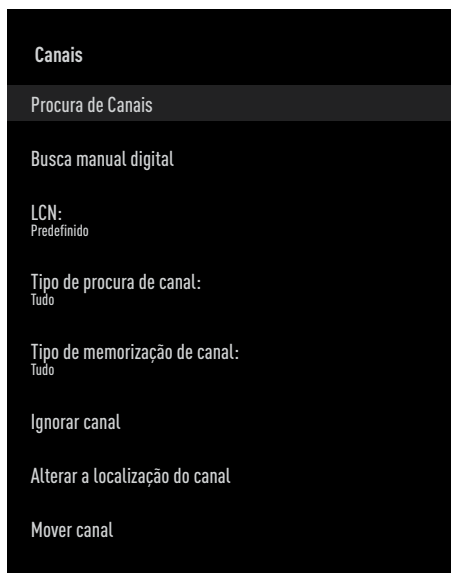 Canais
Procura de Canais
Busca manual digital
LCN:
Predefinido
Tipo de procura de canal:
Tudo
Tipo de memorização de canal:
Tudo
Ignorar canal
Alterar a localização do canal
Mover canal